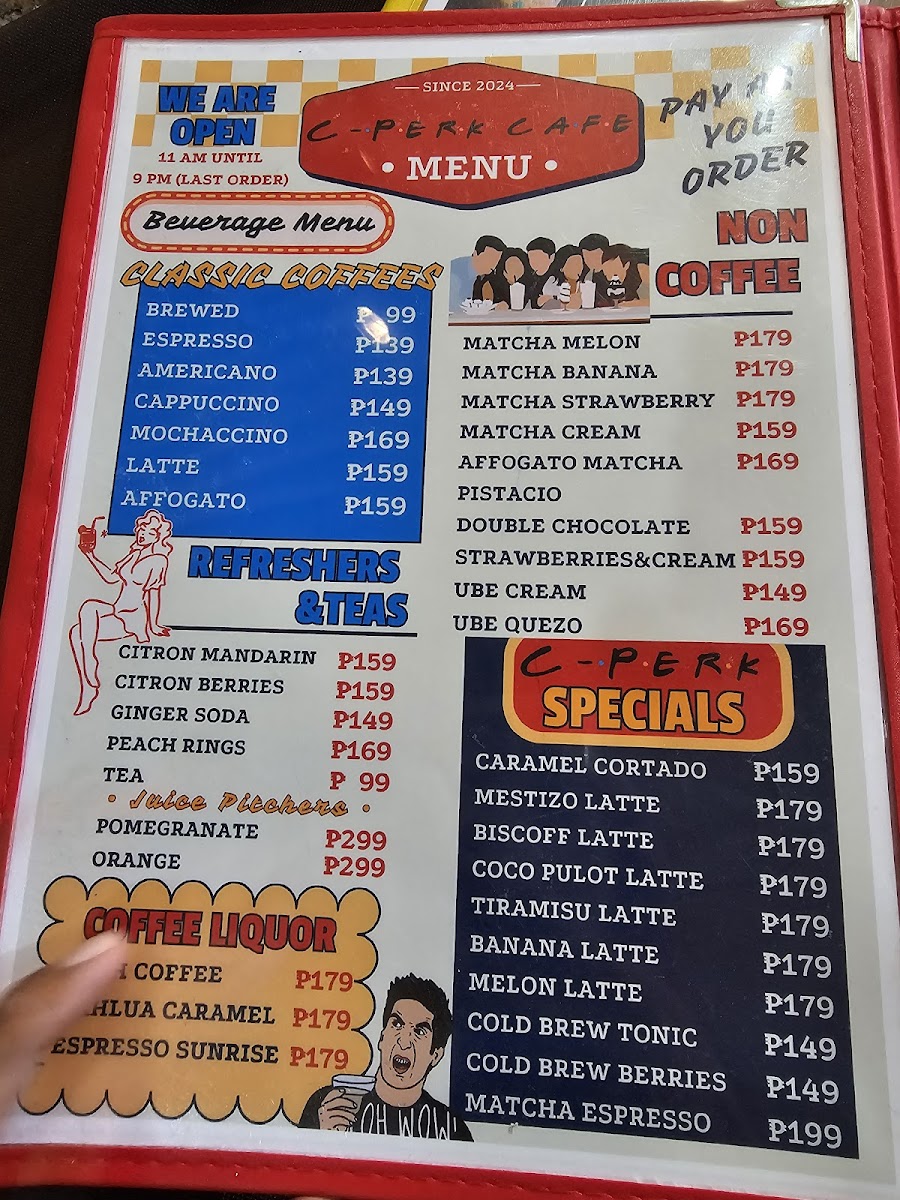 SINCE 2024
C-P·E·R·K C·A·F·E
• MENU •
WE ARE
OPEN
11 AM UNTIL
9 PM (LAST ORDER)
PAY AS
YOU
ORDER
Beverage Menu
CLASSIC COFFEES
BREWED ₱ 99
ESPRESSO ₱139
AMERICANO ₱139
CAPPUCCINO ₱149
MOCHACCINO ₱169
LATTE ₱159
AFFOGATO ₱159
REFRESHERS
&TEAS
CITRON MANDARIN ₱159
CITRON BERRIES ₱159
GINGER SODA ₱149
PEACH RINGS ₱169
TEA ₱ 99
• Juice Pitchers •
POMEGRANATE ₱299
ORANGE ₱299
COFFEE LIQUOR
COFFEE ₱179
CARAMEL ₱179
ESPRESSO SUNRISE ₱179
OH WOW!
NON
COFFEE
MATCHA MELON ₱179
MATCHA BANANA ₱179
MATCHA STRAWBERRY ₱179
MATCHA CREAM ₱159
AFFOGATO MATCHA ₱169
PISTACIO
DOUBLE CHOCOLATE ₱159
STRAWBERRIES&CREAM ₱159
UBE CREAM ₱149
UBE QUEZO ₱169
C-P·E·R·K
SPECIALS
CARAMEL CORTADO ₱159
MESTIZO LATTE ₱179
BISCOFF LATTE ₱179
COCO PULOT LATTE ₱179
TIRAMISU LATTE ₱179
BANANA LATTE ₱179
MELON LATTE ₱179
COLD BREW TONIC ₱149
COLD BREW BERRIES ₱149
MATCHA ESPRESSO ₱199